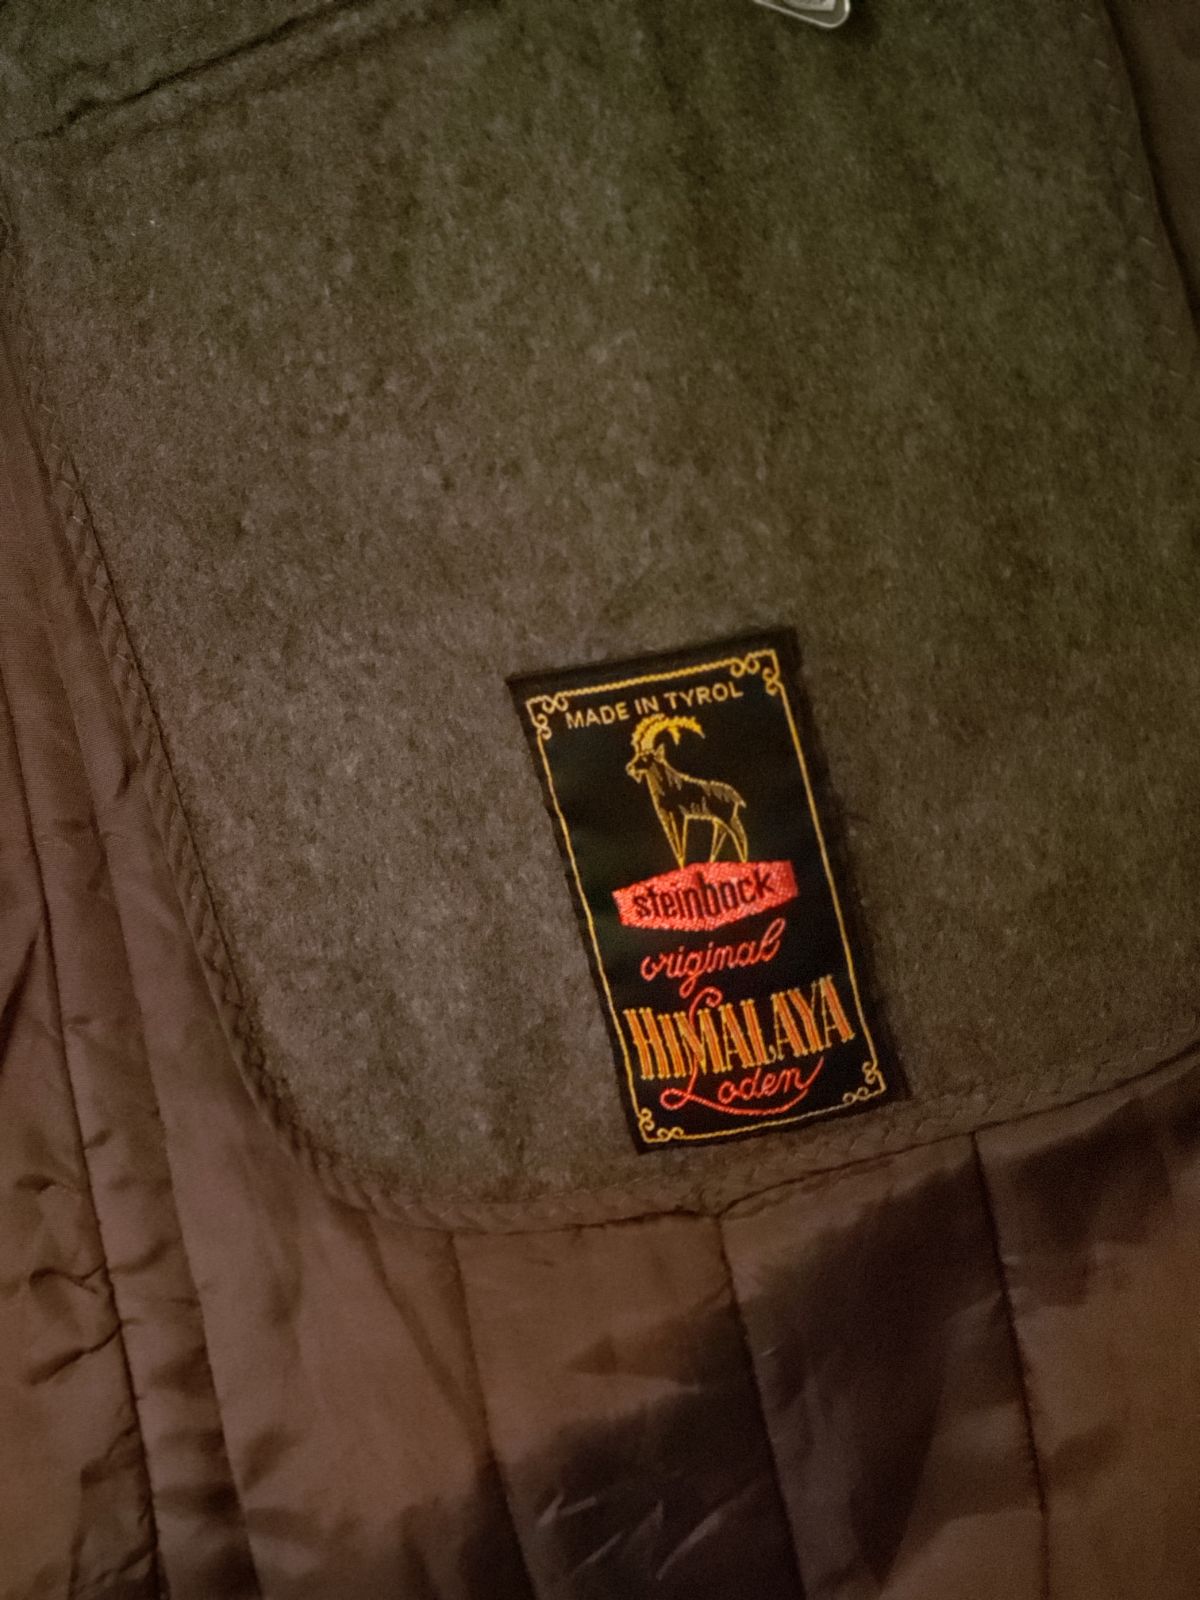 MADE IN TYROL
steinbock
original
HIMALAYA
Loden